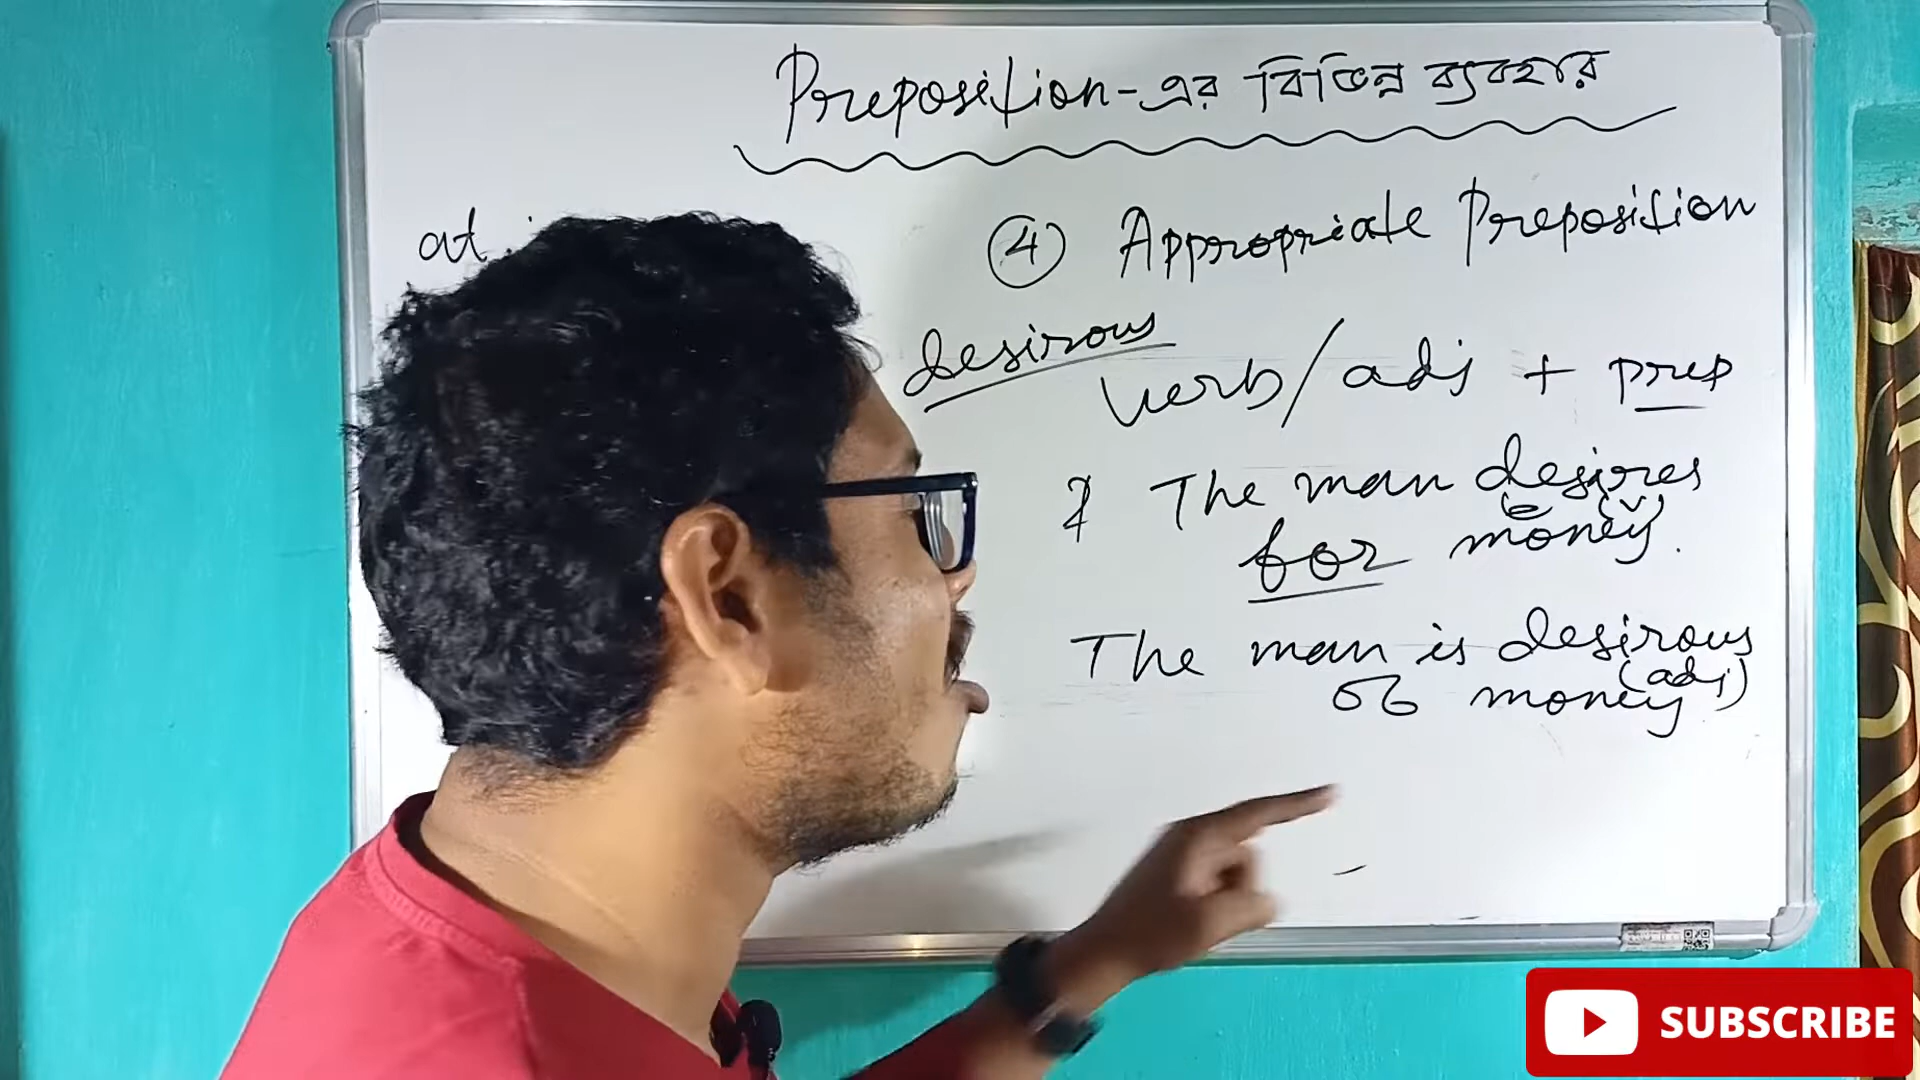 Preposition-এর বিভিন্ন ব্যবহার
at
④ Appropriate Preposition
desirous
verb/adj + prep
The man desires
(v)
for money.
The man is desirous
(adj)
of money
SUBSCRIBE